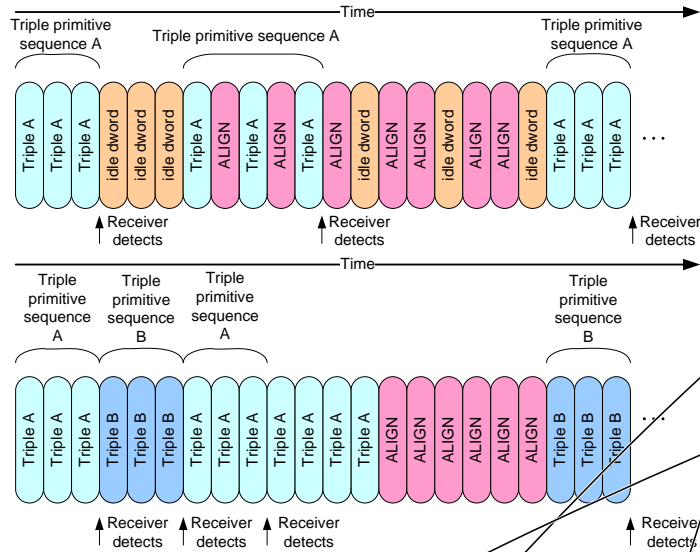 Time
Triple primitive
sequence A
Triple primitive sequence A
Triple primitive
sequence A
Triple A
Triple A
Triple A
idle dword
idle dword
idle dword
Triple A
ALIGN
Triple A
ALIGN
Triple A
ALIGN
idle dword
ALIGN
ALIGN
idle dword
ALIGN
ALIGN
idle dword
Triple A
Triple A
Triple A
...
Receiver
detects
Receiver
detects
Receiver
detects
Time
Triple
primitive
sequence
A
Triple
primitive
sequence
B
Triple
primitive
sequence
A
Triple
primitive
sequence
B
Triple A
Triple A
Triple A
Triple B
Triple B
Triple B
Triple A
Triple A
Triple A
Triple A
Triple A
Triple A
Triple A
ALIGN
ALIGN
ALIGN
ALIGN
ALIGN
ALIGN
Triple B
Triple B
Triple B
...
Receiver
detects
Receiver
detects
Receiver
detects
Receiver
detects